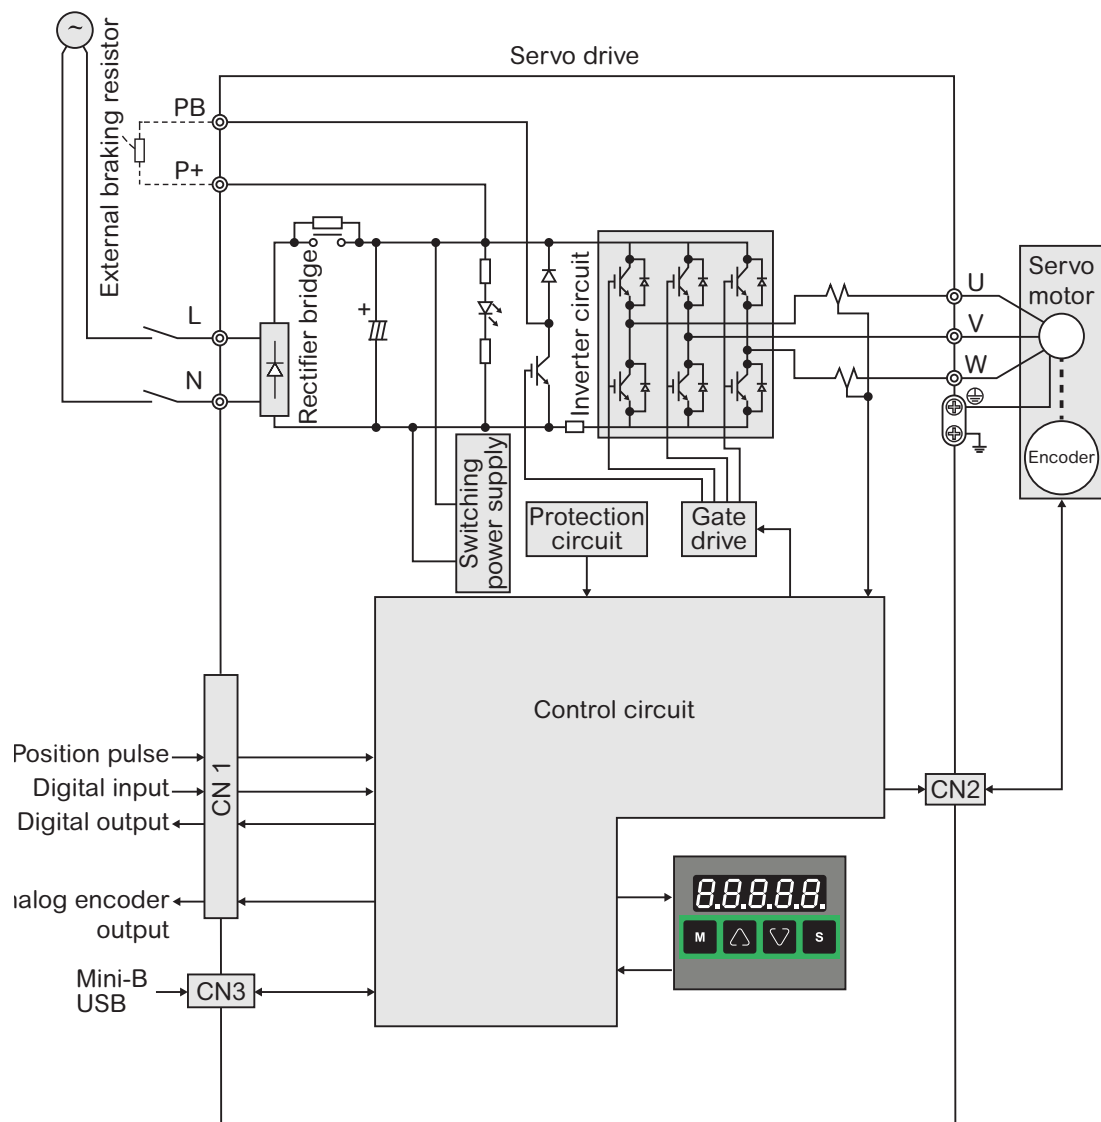 ~
Servo drive
External braking resistor
PB
P+
L
N
Rectifier bridge
+
Inverter circuit
U
V
W
Servo
motor
Encoder
Switching
power supply
Protection
circuit
Gate
drive
Control circuit
CN 1
Position pulse
Digital input
Digital output
nalog encoder
output
CN2
8.8.8.8.8.
M
S
Mini-B
USB
CN3